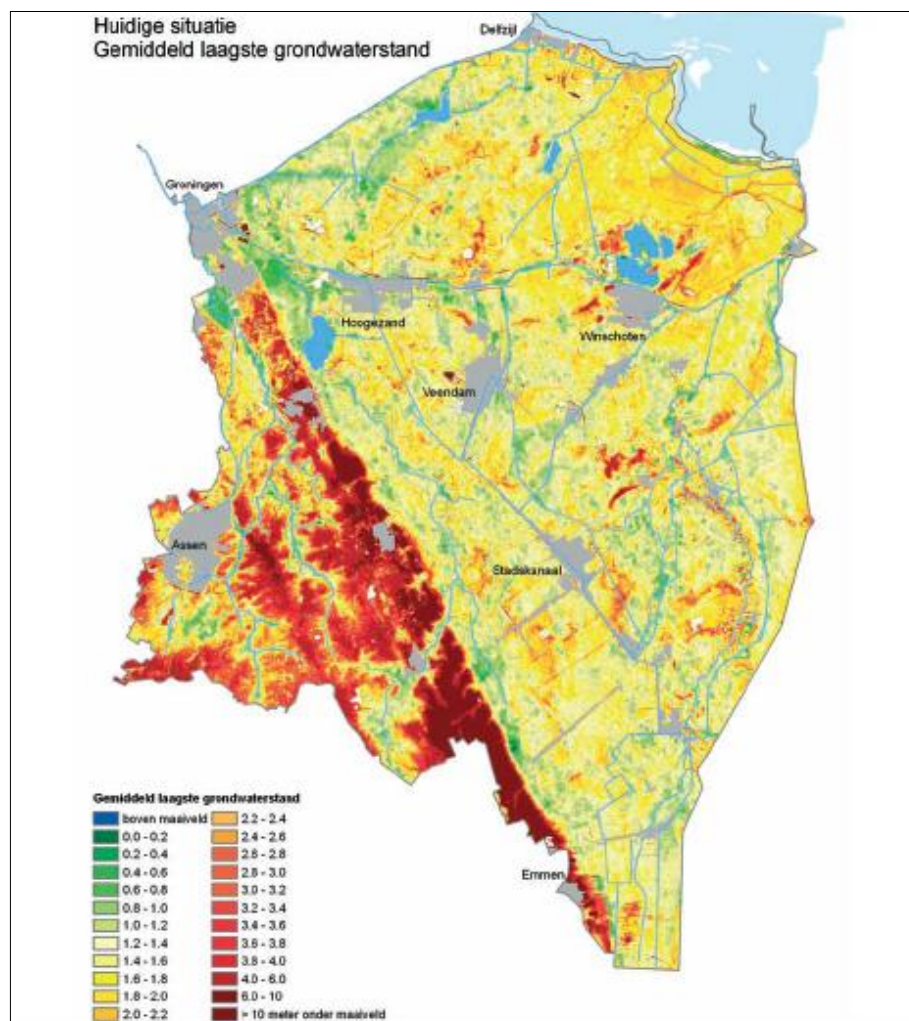 Huidige situatie
Gemiddeld laagste grondwaterstand
Delfzijl
Groningen
Hoogezand
Winschoten
Veendam
Assen
Stadskanaal
Emmen
Gemiddeld laagste grondwaterstand
boven maaiveld
0.0 - 0.2
0.2 - 0.4
0.4 - 0.6
0.6 - 0.8
0.8 - 1.0
1.0 - 1.2
1.2 - 1.4
1.4 - 1.6
1.6 - 1.8
1.8 - 2.0
2.0 - 2.2
2.2 - 2.4
2.4 - 2.6
2.6 - 2.8
2.8 - 3.0
3.0 - 3.2
3.2 - 3.4
3.4 - 3.6
3.6 - 3.8
3.8 - 4.0
4.0 - 6.0
6.0 - 10
> 10 meter onder maaiveld